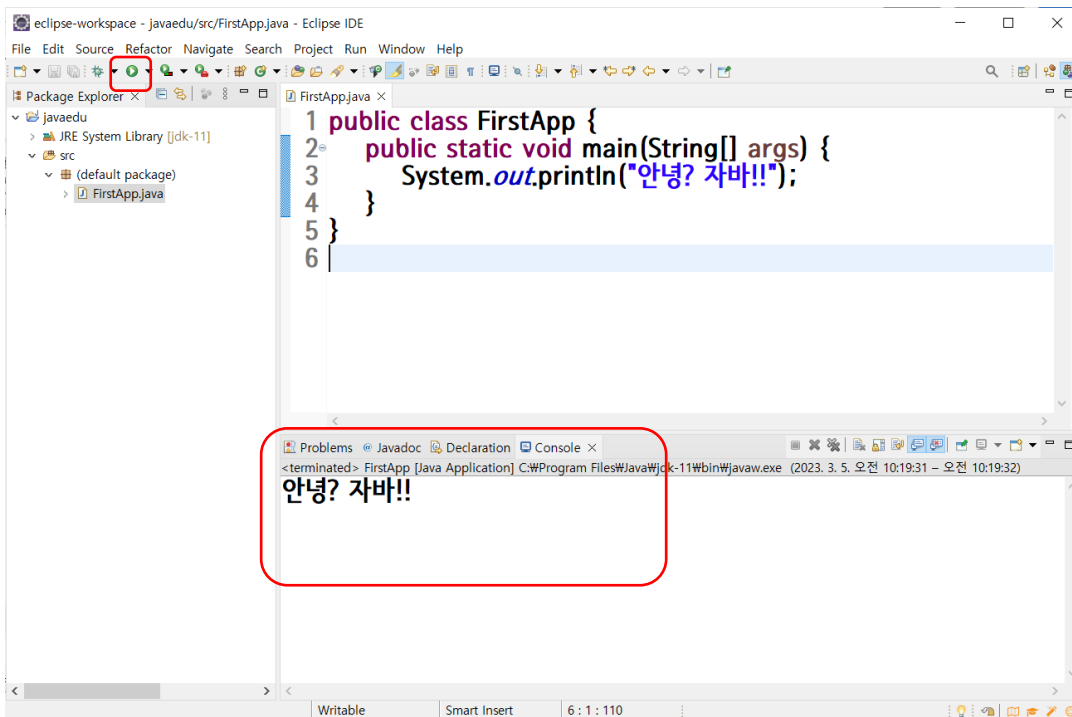 eclipse-workspace - javaedu/src/FirstApp.java - Eclipse IDE
File Edit Source Refactor Navigate Search Project Run Window Help
Package Explorer
javaedu
JRE System Library [jdk-11]
src
(default package)
FirstApp.java
FirstApp.java
1 public class FirstApp {
2 public static void main(String[] args) {
3 System.out.println("안녕? 자바!!");
4 }
5 }
6
Problems Javadoc Declaration Console
<terminated> FirstApp [Java Application] C:₩Program Files₩Java₩jdk-11₩bin₩javaw.exe (2023. 3. 5. 오전 10:19:31 – 오전 10:19:32)
안녕? 자바!!
Writable Smart Insert 6 : 1 : 110